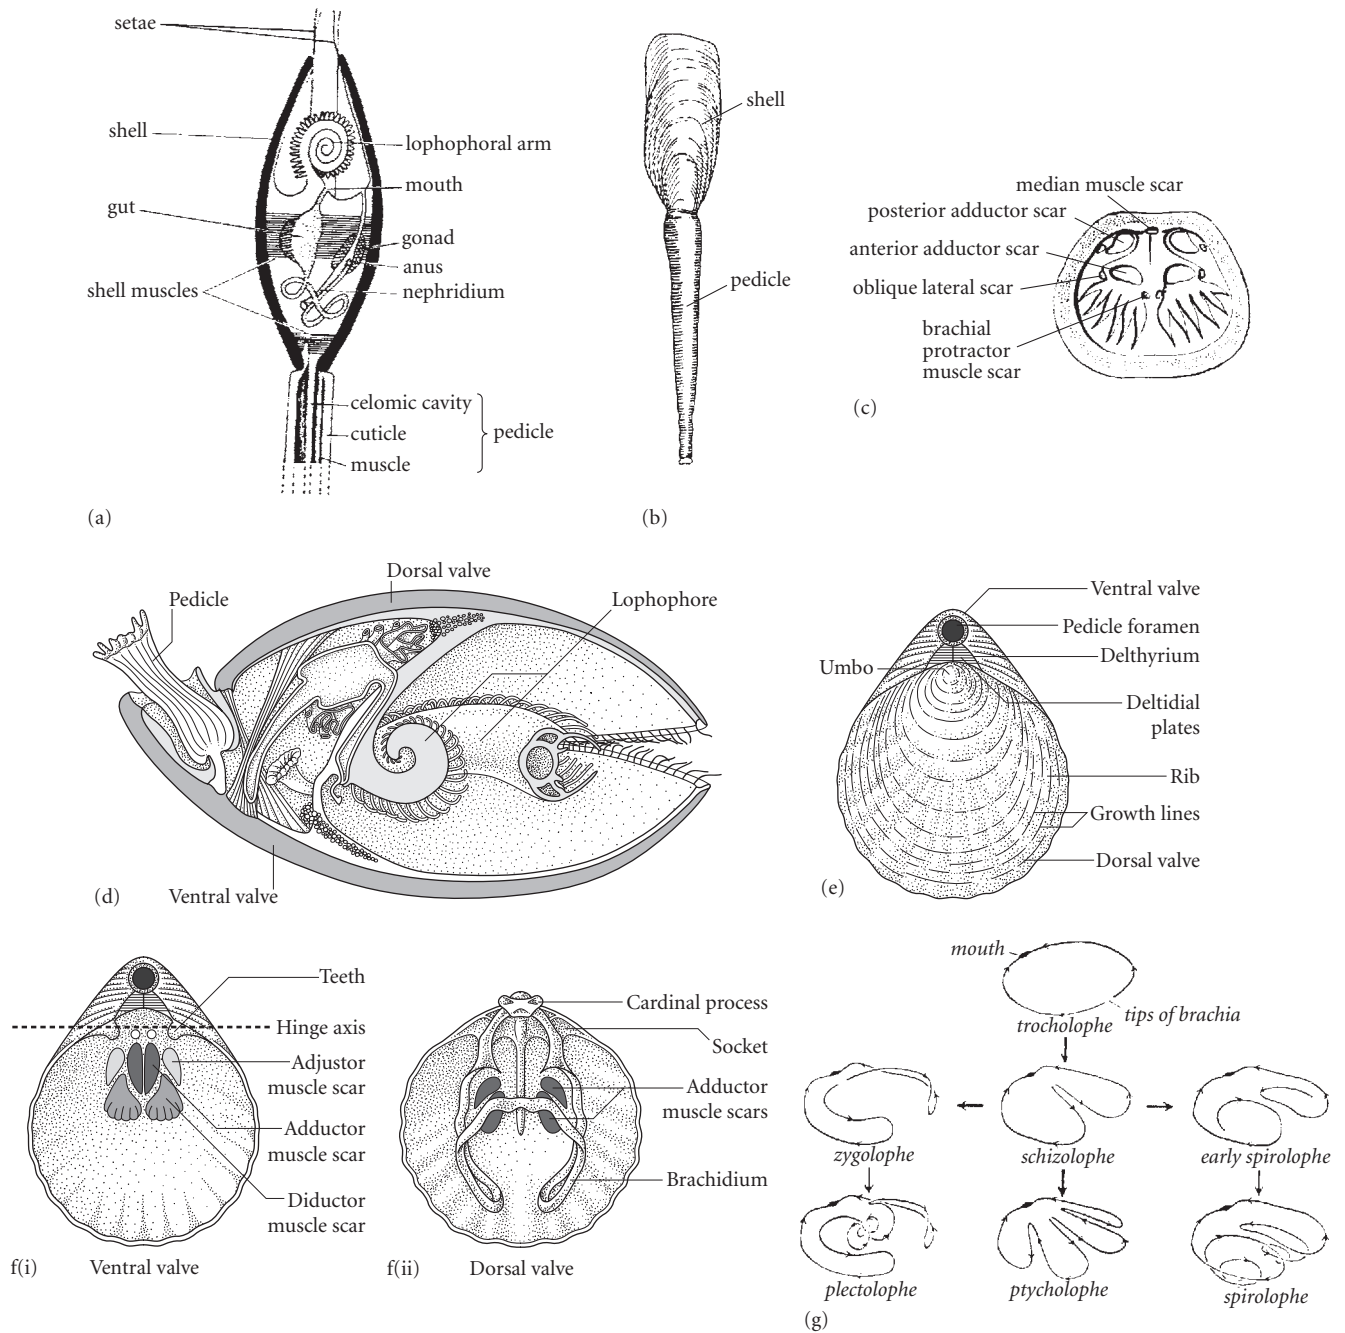 setae
shell
lophophoral arm
mouth
gut
gonad
anus
shell muscles
nephridium
celomic cavity
cuticle
pedicle
muscle
(a)
shell
pedicle
(b)
median muscle scar
posterior adductor scar
anterior adductor scar
oblique lateral scar
brachial
protractor
muscle scar
(c)
Dorsal valve
Pedicle
Lophophore
Ventral valve
(d)
Ventral valve
Pedicle foramen
Delthyrium
Umbo
Deltidial
plates
Rib
Growth lines
Dorsal valve
(e)
Teeth
Hinge axis
Adjustor
muscle scar
Adductor
muscle scar
Diductor
muscle scar
f(i)
Ventral valve
Cardinal process
Socket
Adductor
muscle scars
Brachidium
f(ii)
Dorsal valve
mouth
tips of brachia
trocholophe
zygolophe
schizolophe
early spirolophe
plectolophe
ptycholophe
spirolophe
(g)